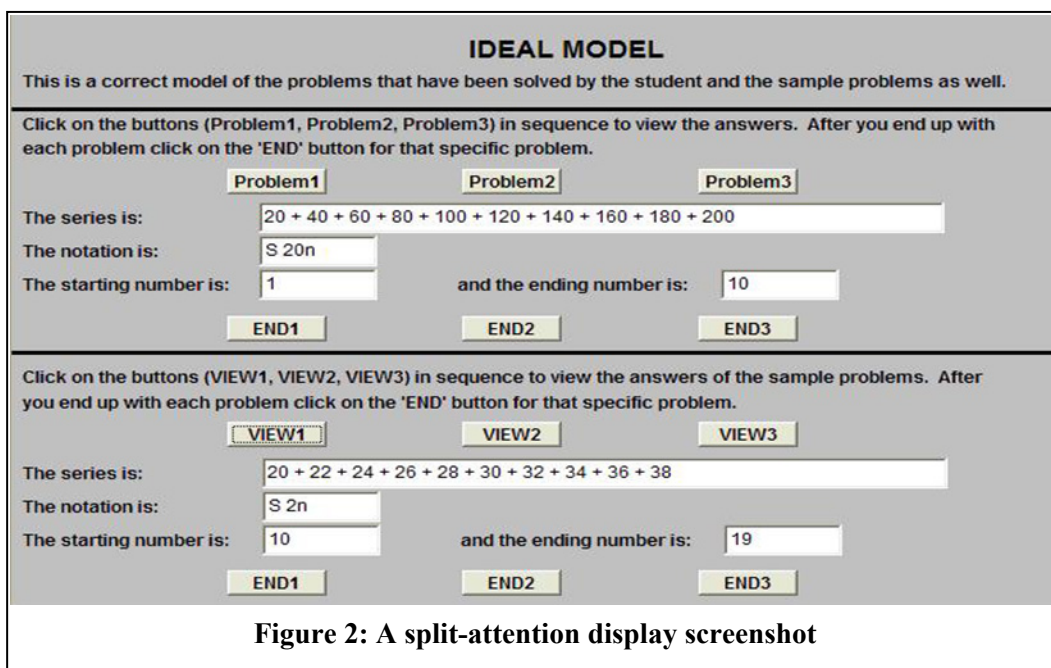 IDEAL MODEL
This is a correct model of the problems that have been solved by the student and the sample problems as well.
Click on the buttons (Problem1, Problem2, Problem3) in sequence to view the answers. After you end up with
each problem click on the 'END' button for that specific problem.
Problem1 Problem2 Problem3
The series is: 20 + 40 + 60 + 80 + 100 + 120 + 140 + 160 + 180 + 200
The notation is: S 20n
The starting number is: 1 and the ending number is: 10
END1 END2 END3
Click on the buttons (VIEW1, VIEW2, VIEW3) in sequence to view the answers of the sample problems. After
you end up with each problem click on the 'END' button for that specific problem.
VIEW1 VIEW2 VIEW3
The series is: 20 + 22 + 24 + 26 + 28 + 30 + 32 + 34 + 36 + 38
The notation is: S 2n
The starting number is: 10 and the ending number is: 19
END1 END2 END3
Figure 2: A split-attention display screenshot